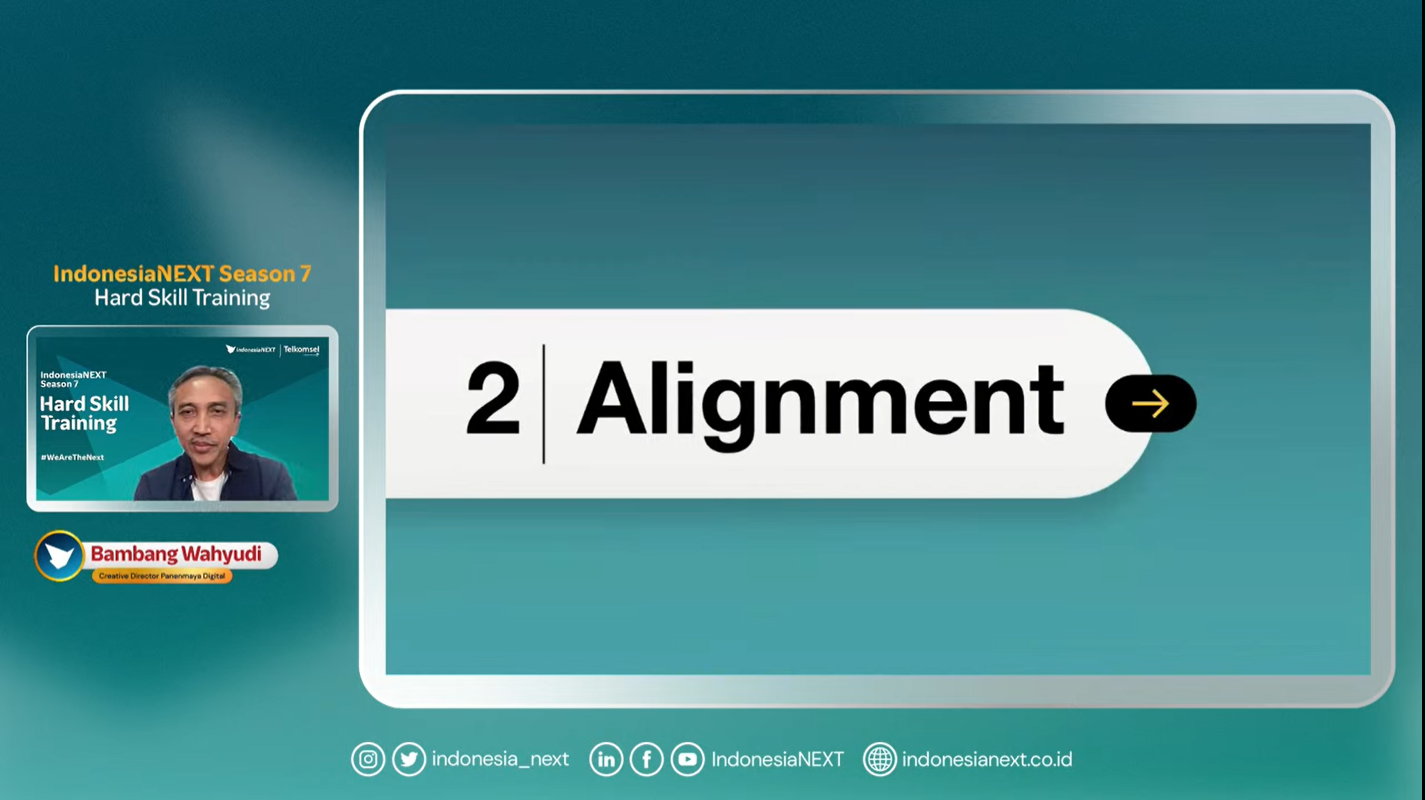 IndonesiaNEXT Season 7
Hard Skill Training
IndonesiaNEXT | Telkomsel
IndonesiaNEXT
Season 7
Hard Skill
Training
#WeAreTheNext
Bambang Wahyudi
Creative Director Panenmaya Digital
2 | Alignment
indonesia_next
IndonesiaNEXT
indonesianext.co.id